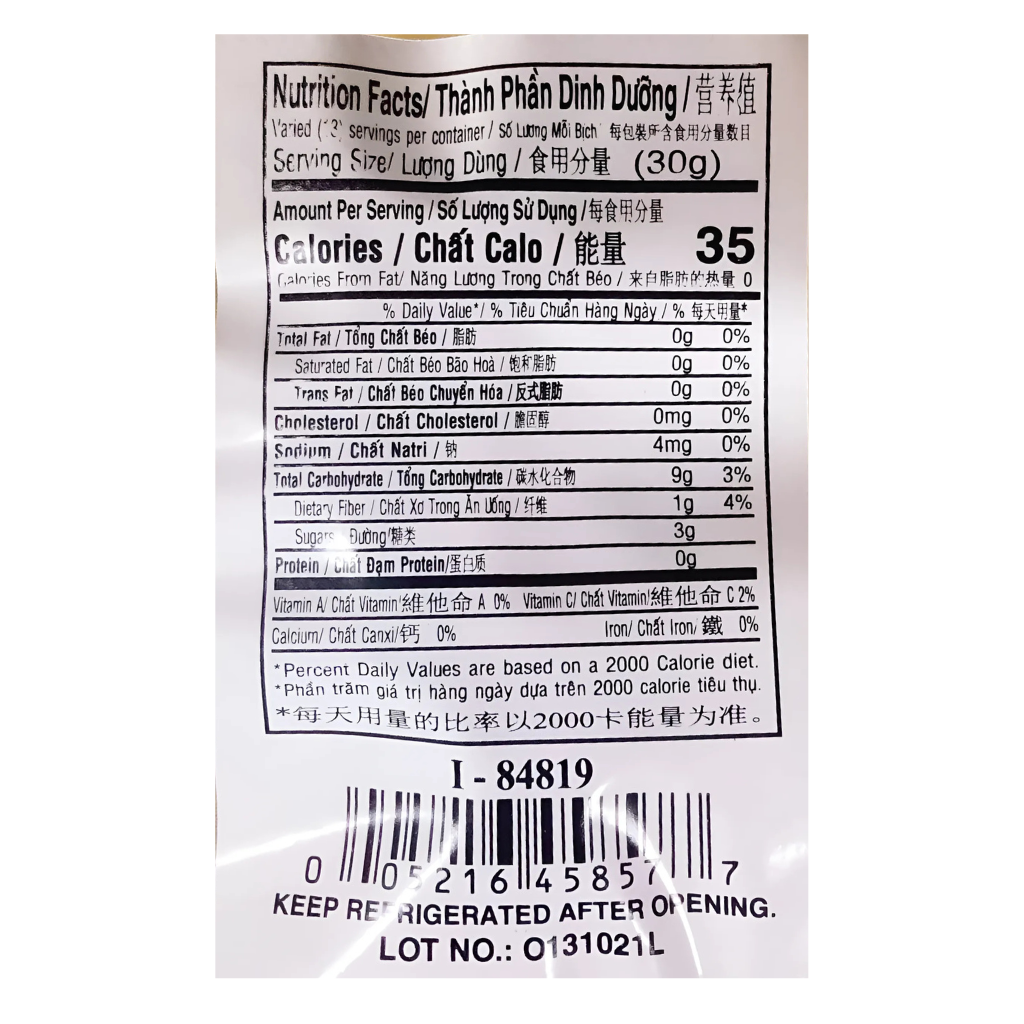 Nutrition Facts/ Thành Phần Dinh Dưỡng / 营养值
Varied (13) servings per container / Số Lượng Mỗi Bịch 每包裝所含食用分量数目
Serving Size/ Lượng Dùng / 食用分量 (30g)
Amount Per Serving / Số Lượng Sử Dụng / 每食用分量
Calories / Chất Calo / 能量 35
Calories From Fat/ Năng Lượng Trong Chất Béo / 来自脂肪的热量 0
% Daily Value*/ % Tiêu Chuẩn Hàng Ngày / % 每天用量*
Total Fat / Tổng Chất Béo / 脂肪 0g 0%
Saturated Fat / Chất Béo Bão Hoà / 饱和脂肪 0g 0%
Trans Fat / Chất Béo Chuyển Hóa / 反式脂肪 0g 0%
Cholesterol / Chất Cholesterol / 膽固醇 0mg 0%
Sodium / Chất Natri / 钠 4mg 0%
Total Carbohydrate / Tổng Carbohydrate / 碳水化合物 9g 3%
Dietary Fiber / Chất Xơ Trong Ăn Uống / 纤维 1g 4%
Sugars Đường/糖类 3g
Protein / Chất Đạm Protein/蛋白质 0g
Vitamin A/ Chất Vitamin/維他命 A 0% Vitamin C/ Chất Vitamin/維他命 C 2%
Calcium/ Chất Canxi/钙 0% Iron/ Chất Iron/ 鐵 0%
*Percent Daily Values are based on a 2000 Calorie diet.
*Phần trăm giá trị hàng ngày dựa trên 2000 calorie tiêu thụ.
*每天用量的比率以2000卡能量为准。
I - 84819
0 05216 45857 7
KEEP REFRIGERATED AFTER OPENING.
LOT NO.: O131021L